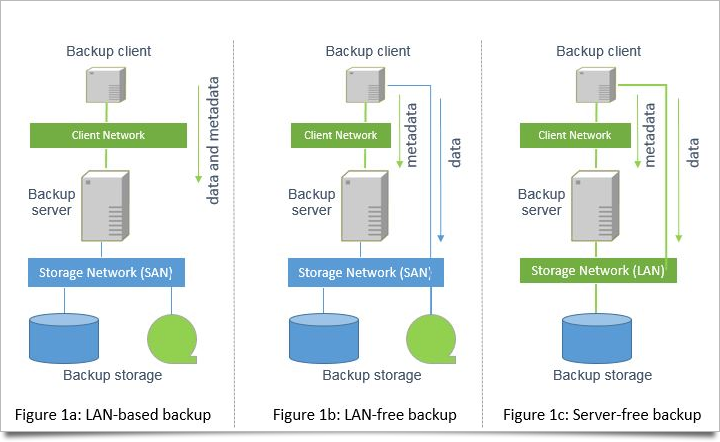 Backup client
Client Network
data and metadata
Backup
server
Storage Network (SAN)
Backup storage
Figure 1a: LAN-based backup
Backup client
Client Network
metadata
data
Backup
server
Storage Network (SAN)
Backup storage
Figure 1b: LAN-free backup
Backup client
Client Network
metadata
data
Backup
server
Storage Network (LAN)
Backup storage
Figure 1c: Server-free backup